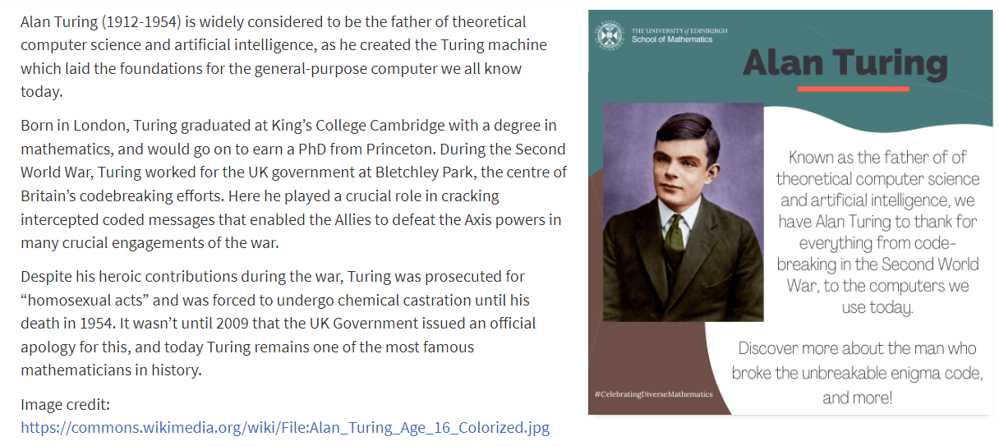 Alan Turing (1912-1954) is widely considered to be the father of theoretical
computer science and artificial intelligence, as he created the Turing machine
which laid the foundations for the general-purpose computer we all know
today.
Born in London, Turing graduated at King’s College Cambridge with a degree in
mathematics, and would go on to earn a PhD from Princeton. During the Second
World War, Turing worked for the UK government at Bletchley Park, the centre of
Britain’s codebreaking efforts. Here he played a crucial role in cracking
intercepted coded messages that enabled the Allies to defeat the Axis powers in
many crucial engagements of the war.
Despite his heroic contributions during the war, Turing was prosecuted for
“homosexual acts” and was forced to undergo chemical castration until his
death in 1954. It wasn’t until 2009 that the UK Government issued an official
apology for this, and today Turing remains one of the most famous
mathematicians in history.
Image credit:
https://commons.wikimedia.org/wiki/File:Alan_Turing_Age_16_Colorized.jpg
THE UNIVERSITY of EDINBURGH
School of Mathematics
Alan Turing
Known as the father of of
theoretical computer science
and artificial intelligence, we
have Alan Turing to thank for
everything from code-
breaking in the Second World
War, to the computers we
use today.
Discover more about the man who
broke the unbreakable enigma code,
and more!
#CelebratingDiverseMathematics